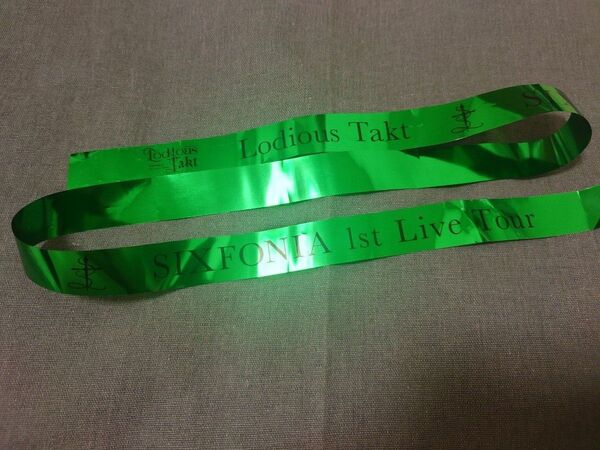 Lodious
Takt
Lodious Takt
S
SIXFONIA 1st Live Tour